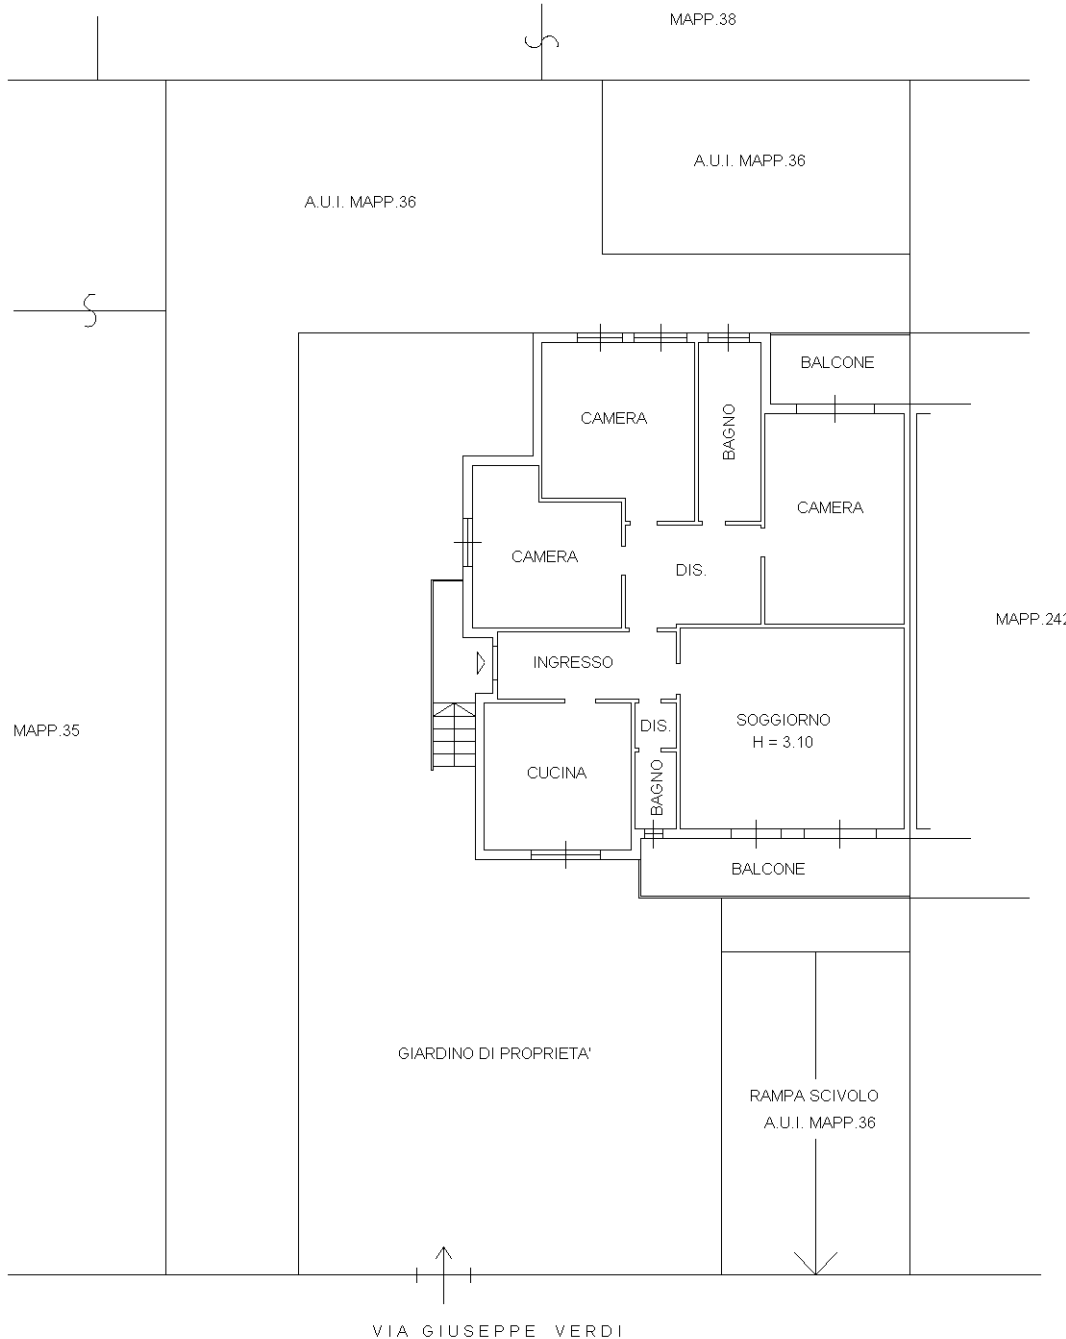 MAPP.38
A.U.I. MAPP.36
A.U.I. MAPP.36
BALCONE
CAMERA
BAGNO
CAMERA
CAMERA
DIS.
MAPP.242
INGRESSO
MAPP.35
SOGGIORNO
H = 3.10
DIS.
CUCINA
BAGNO
BALCONE
GIARDINO DI PROPRIETA'
RAMPA SCIVOLO
A.U.I. MAPP.36
VIA GIUSEPPE VERDI